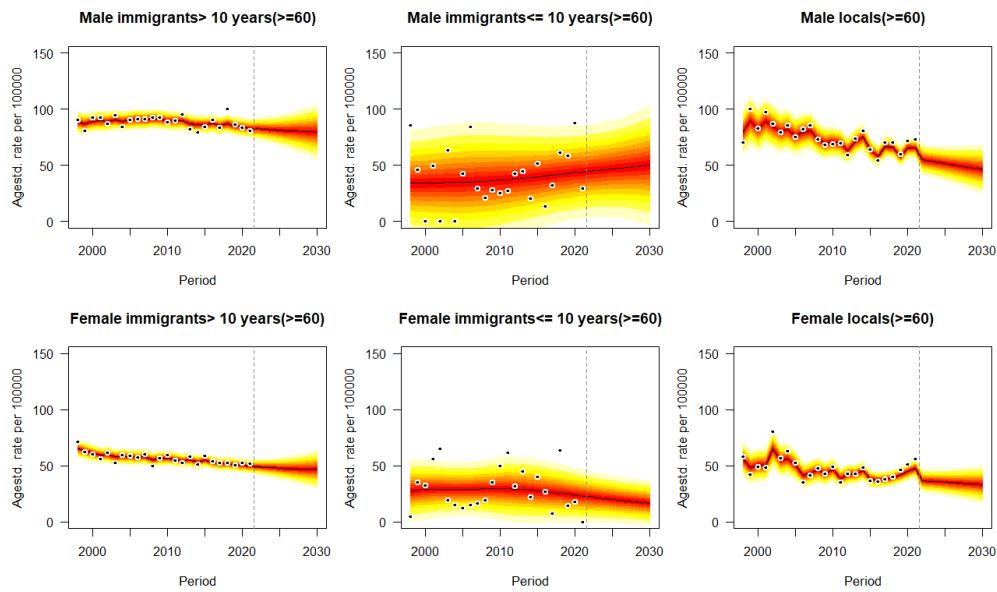 Male immigrants> 10 years(>=60)
Male immigrants<= 10 years(>=60)
Male locals(>=60)
Agestd. rate per 100000
150
100
50
0
2000
2010
2020
2030
Period
Agestd. rate per 100000
150
100
50
0
2000
2010
2020
2030
Period
Agestd. rate per 100000
150
100
50
0
2000
2010
2020
2030
Period
Female immigrants> 10 years(>=60)
Female immigrants<= 10 years(>=60)
Female locals(>=60)
Agestd. rate per 100000
150
100
50
0
2000
2010
2020
2030
Period
Agestd. rate per 100000
150
100
50
0
2000
2010
2020
2030
Period
Agestd. rate per 100000
150
100
50
0
2000
2010
2020
2030
Period